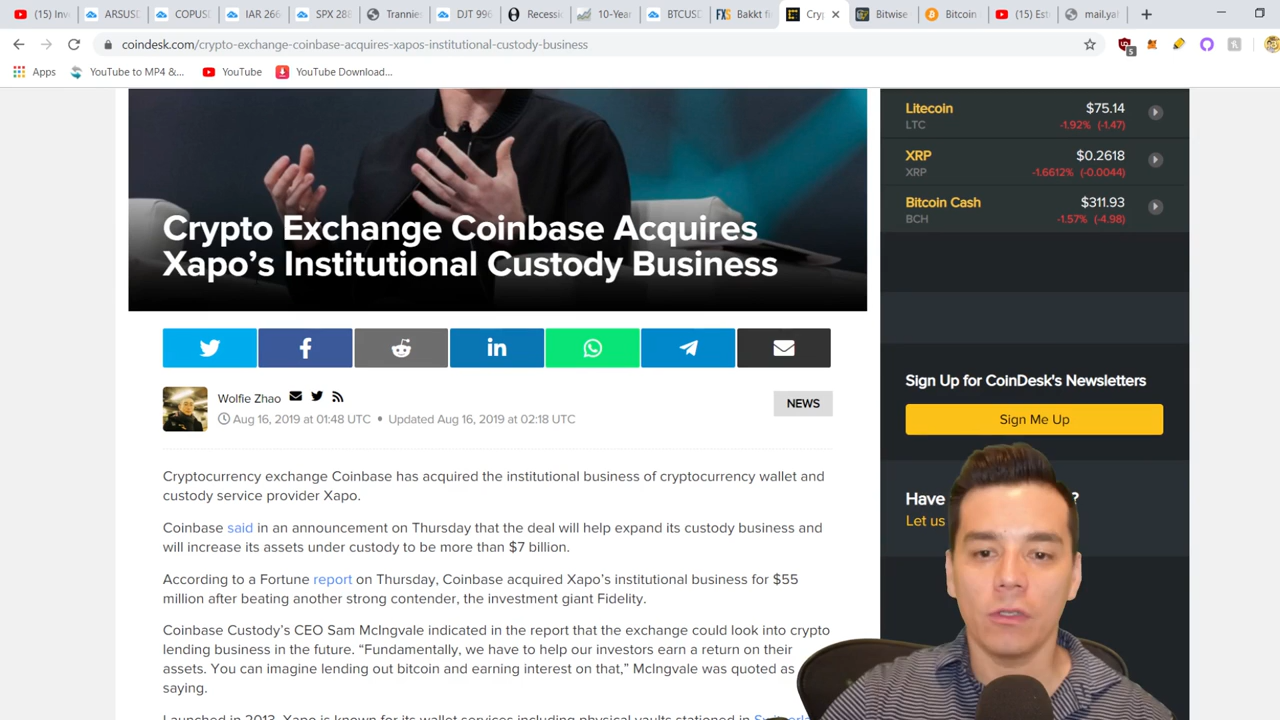 (15) Inv
ARSUSD
COPUSD
IAR 266
SPX 288
Trannies
DJT 996
Recessio
10-Year
BTCUSD
Bakkt fi
Cryp
Bitwise
Bitcoin
(15) Est
mail.ya
coindesk.com/crypto-exchange-coinbase-acquires-xapos-institutional-custody-business
5
Apps
YouTube to MP4 &...
YouTube
YouTube Download...
Litecoin $75.14
LTC -1.92% (-1.47)
XRP $0.2618
XRP -1.6612% (-0.0044)
Bitcoin Cash $311.93
BCH -1.57% (-4.98)
Crypto Exchange Coinbase Acquires
Xapo's Institutional Custody Business
Sign Up for CoinDesk's Newsletters
Sign Me Up
Wolfie Zhao
Aug 16, 2019 at 01:48 UTC • Updated Aug 16, 2019 at 02:18 UTC
NEWS
Have ?
Let us
Cryptocurrency exchange Coinbase has acquired the institutional business of cryptocurrency wallet and
custody service provider Xapo.
Coinbase said in an announcement on Thursday that the deal will help expand its custody business and
will increase its assets under custody to be more than $7 billion.
According to a Fortune report on Thursday, Coinbase acquired Xapo's institutional business for $55
million after beating another strong contender, the investment giant Fidelity.
Coinbase Custody's CEO Sam McIngvale indicated in the report that the exchange could look into crypto
lending business in the future. “Fundamentally, we have to help our investors earn a return on their
assets. You can imagine lending out bitcoin and earning interest on that,” McIngvale was quoted as
saying.
Launched in 2013, Xapo is known for its wallet services including physical vaults stationed in